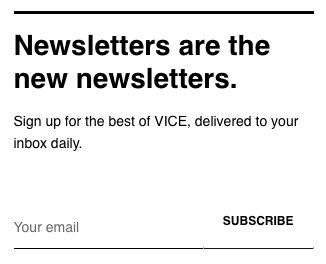 Newsletters are the
new newsletters.
Sign up for the best of VICE, delivered to your
inbox daily.
Your email
SUBSCRIBE